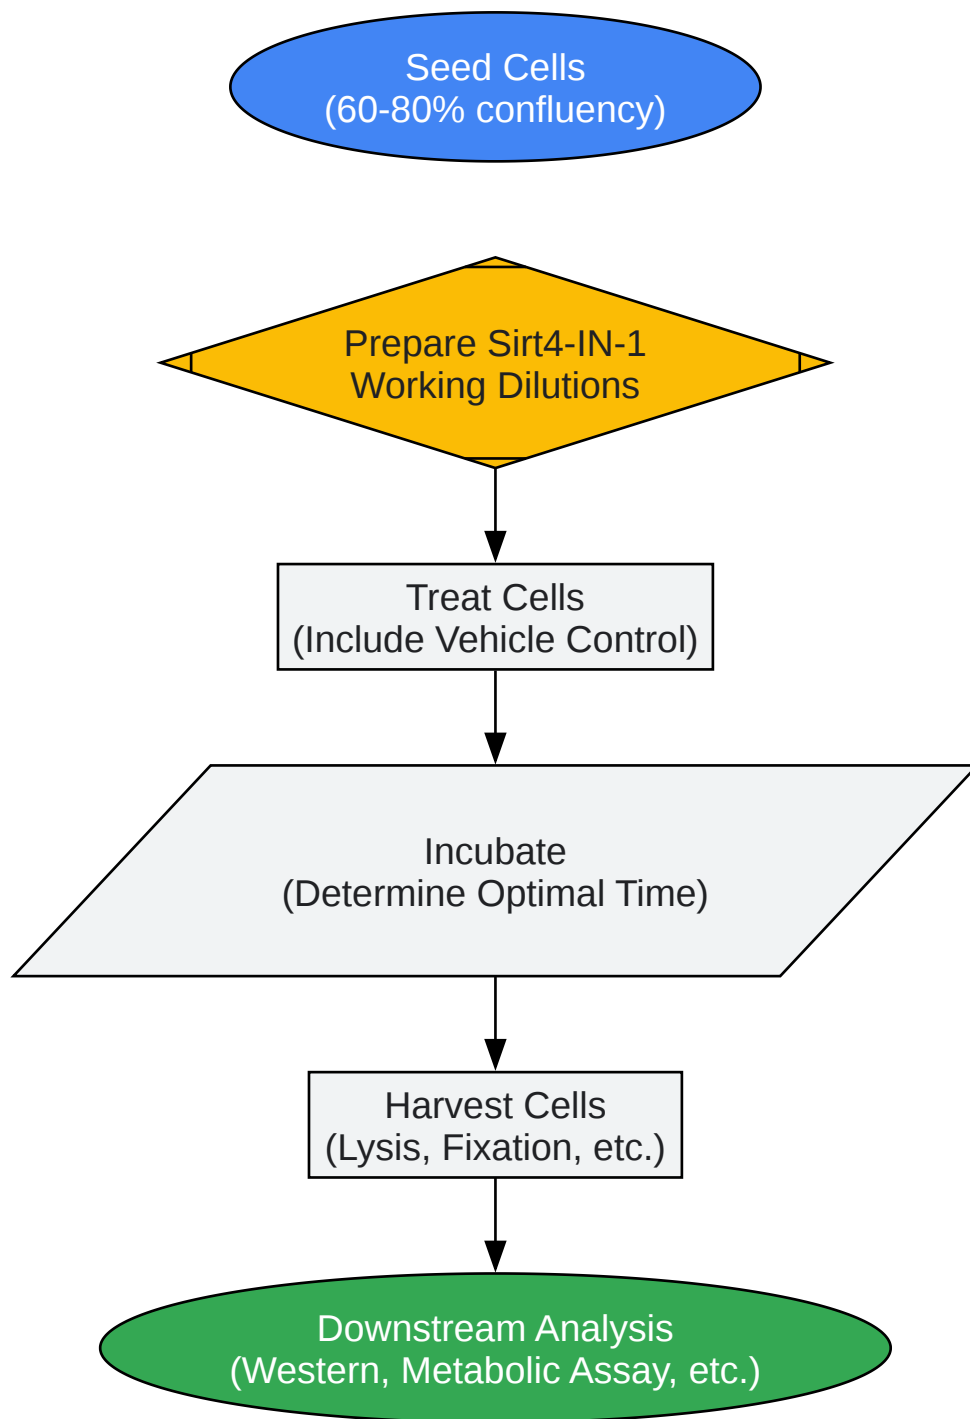 Seed Cells
(60-80% confluency)
Prepare Sirt4-IN-1
Working Dilutions
Treat Cells
(Include Vehicle Control)
Incubate
(Determine Optimal Time)
Harvest Cells
(Lysis, Fixation, etc.)
Downstream Analysis
(Western, Metabolic Assay, etc.)